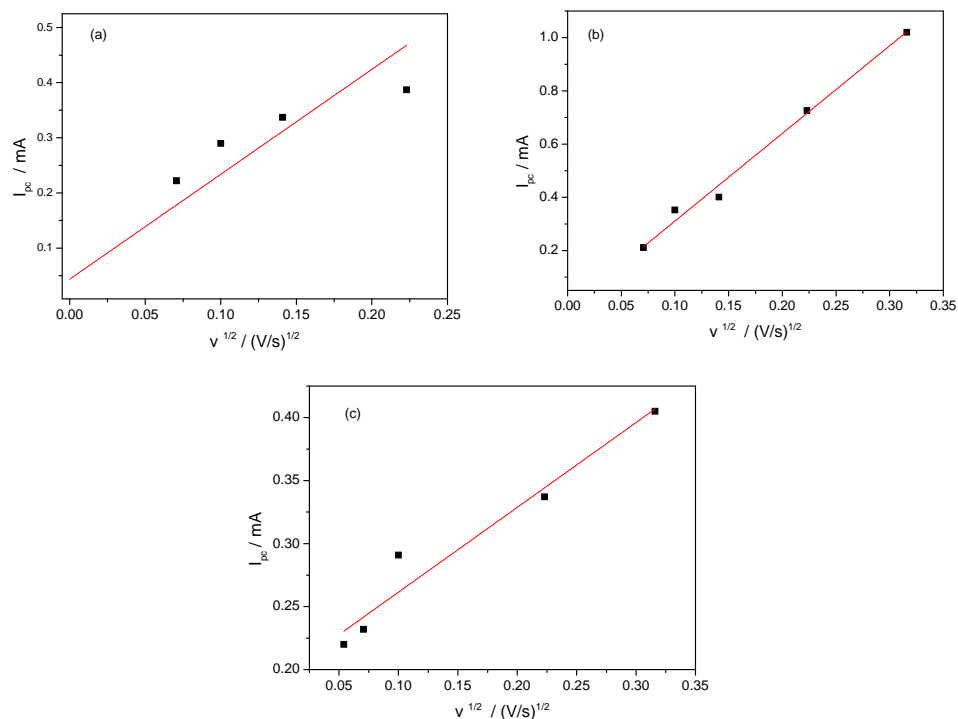 (a)
0.5
0.4
0.3
0.2
0.1
0.00 0.05 0.10 0.15 0.20 0.25
I_pc / mA
v^1/2 / (V/s)^1/2
(b)
1.0
0.8
0.6
0.4
0.2
0.00 0.05 0.10 0.15 0.20 0.25 0.30 0.35
I_pc / mA
v^1/2 / (V/s)^1/2
(c)
0.40
0.35
0.30
0.25
0.20
0.05 0.10 0.15 0.20 0.25 0.30 0.35
I_pc / mA
v^1/2 / (V/s)^1/2